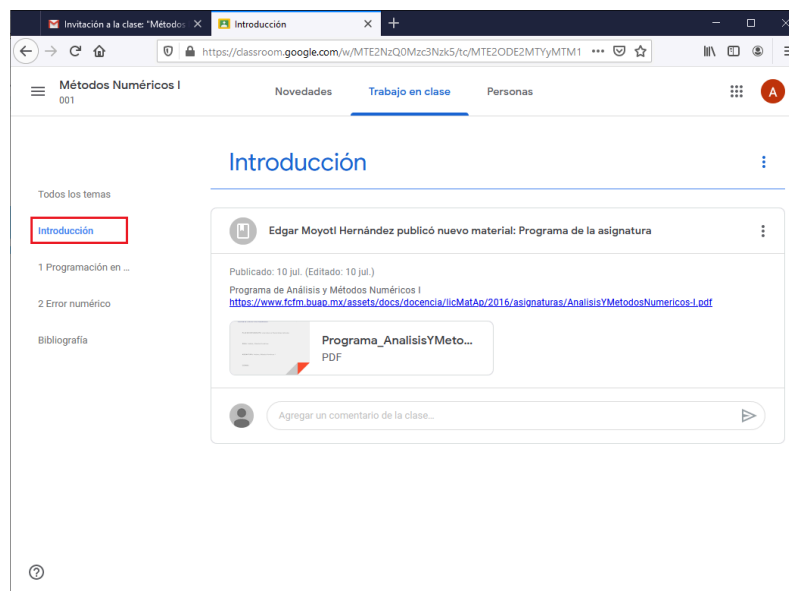 Invitación a la clase: "Métodos
Introducción
https://classroom.google.com/w/MTE2NzQ0Mzc3Nzk5/tc/MTE2ODE2MTYyMTM1
Métodos Numéricos I
001
Novedades
Trabajo en clase
Personas
A
Introducción
Todos los temas
Introducción
1 Programación en ...
2 Error numérico
Bibliografía
Edgar Moyotl Hernández publicó nuevo material: Programa de la asignatura
Publicado: 10 jul. (Editado: 10 jul.)
Programa de Análisis y Métodos Numéricos I
https://www.fcfm.buap.mx/assets/docs/docencia/licMatAp/2016/asignaturas/AnalisisYMetodosNumericos-I.pdf
Programa_AnalisisYMeto...
PDF
Agregar un comentario de la clase...